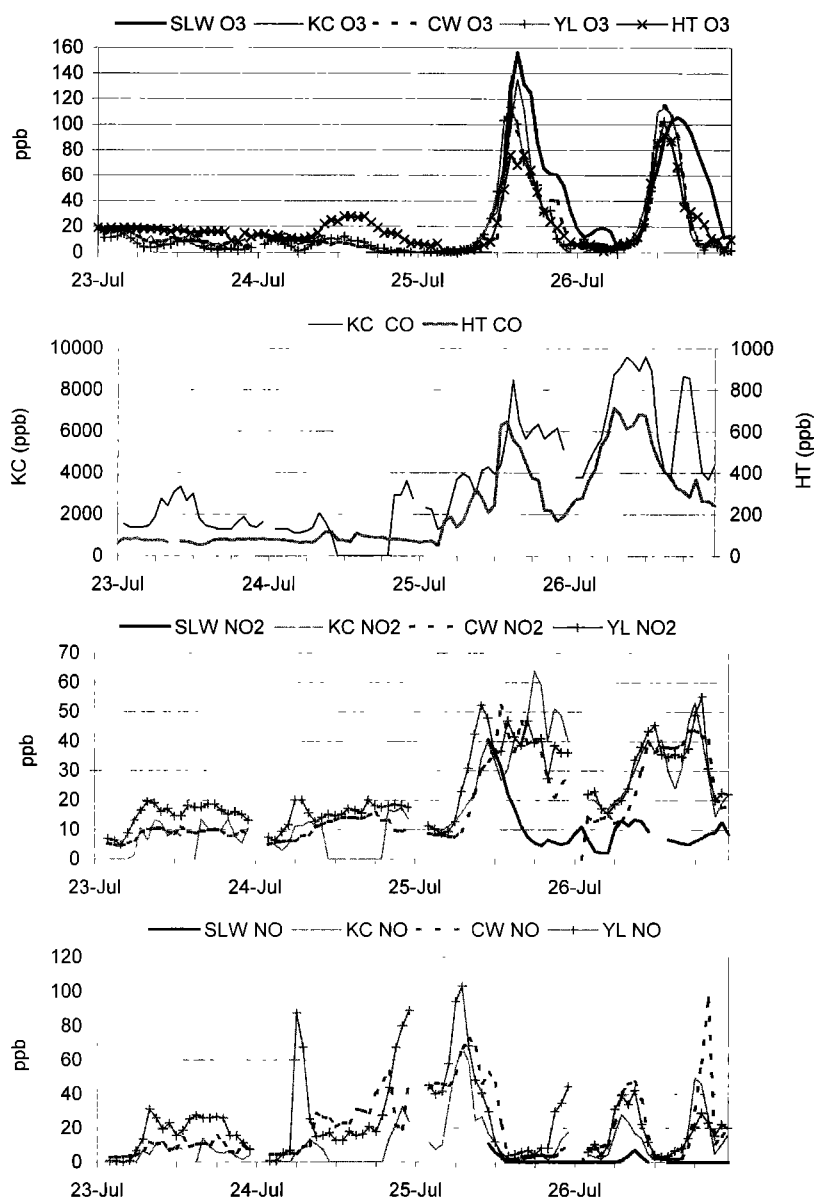 SLW O3 KC O3 CW O3 YL O3 HT O3
160
140
120
100
80
60
40
20
0
ppb
23-Jul 24-Jul 25-Jul 26-Jul
KC CO HT CO
10000 1000
8000 800
6000 600
4000 400
2000 200
0 0
KC (ppb)
HT (ppb)
23-Jul 24-Jul 25-Jul 26-Jul
SLW NO2 KC NO2 CW NO2 YL NO2
70
60
50
40
30
20
10
0
ppb
23-Jul 24-Jul 25-Jul 26-Jul
SLW NO KC NO CW NO YL NO
120
100
80
60
40
20
0
ppb
23-Jul 24-Jul 25-Jul 26-Jul